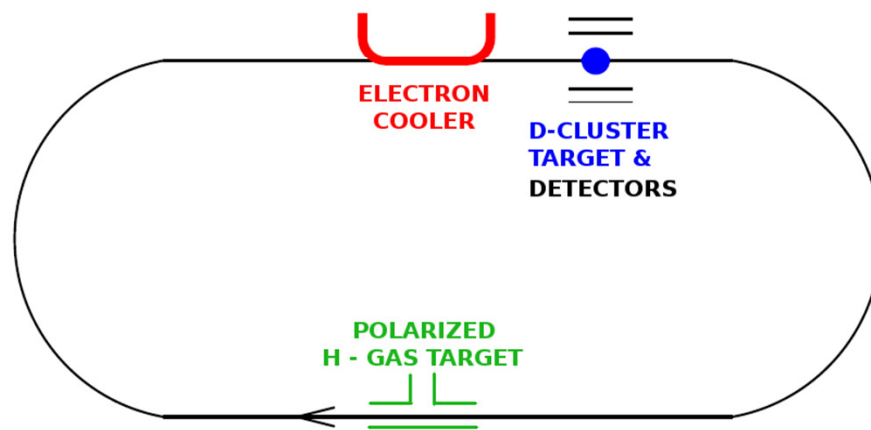 ELECTRON
COOLER
D-CLUSTER
TARGET &
DETECTORS
POLARIZED
H - GAS TARGET